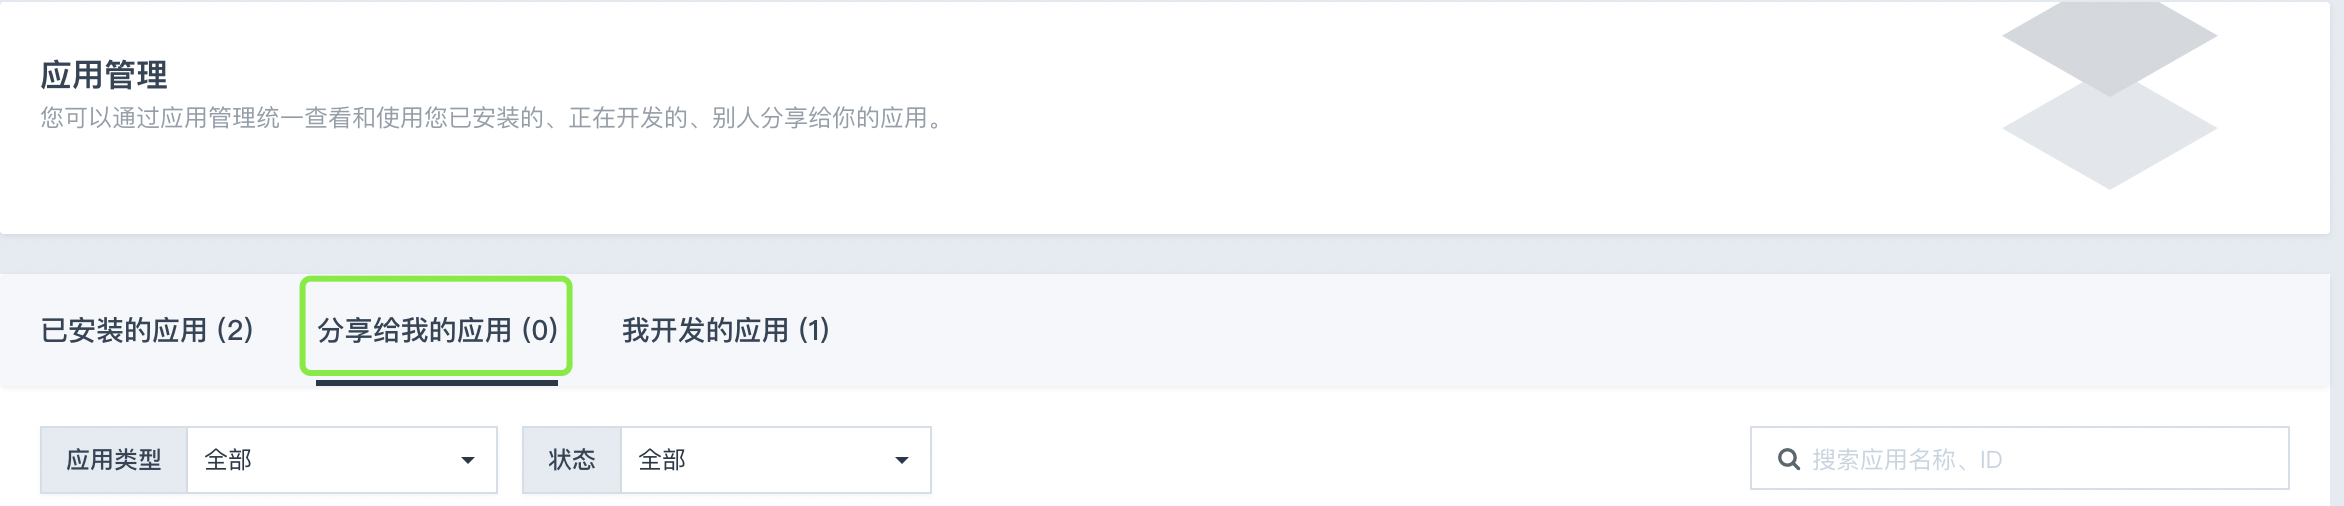 应用管理
您可以通过应用管理统一查看和使用您已安装的、正在开发的、别人分享给你的应用。
已安装的应用 (2) 分享给我的应用 (0) 我开发的应用 (1)
应用类型 全部 状态 全部 搜索应用名称、ID